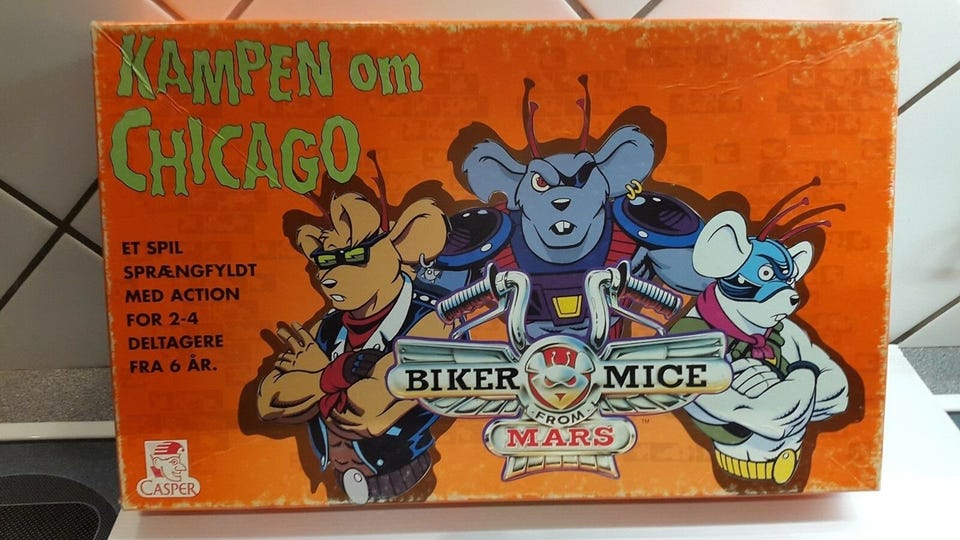 KAMPEN om
CHICAGO
ET SPIL
SPRÆNGFYLDT
MED ACTION
FOR 2-4
DELTAGERE
FRA 6 ÅR.
BIKER MICE
FROM
MARS
TM
CASPER